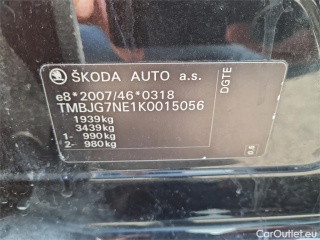 ŠKODA AUTO a.s.
e8*2007/46*0318
TMBJG7NE1K0015056
1939kg
3439kg
1- 990kg
2- 980kg
DGTE
CarOutlet.eu